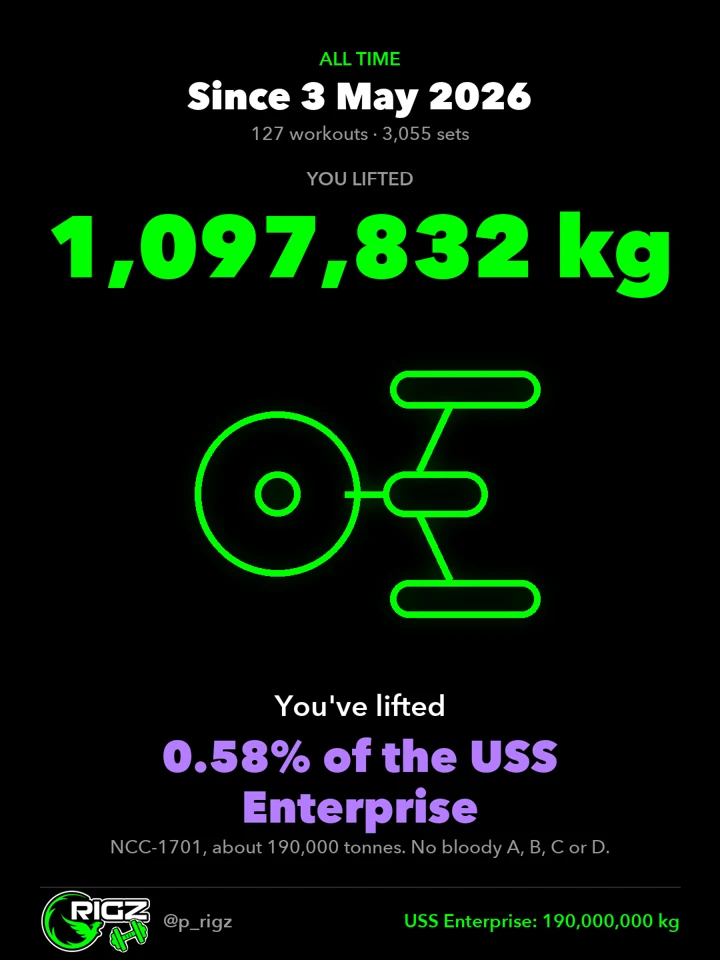 ALL TIME
Since 3 May 2026
127 workouts · 3,055 sets
YOU LIFTED
1,097,832 kg
You've lifted
0.58% of the USS
Enterprise
NCC-1701, about 190,000 tonnes. No bloody A, B, C or D.
RIGZ
@p_rigz
USS Enterprise: 190,000,000 kg